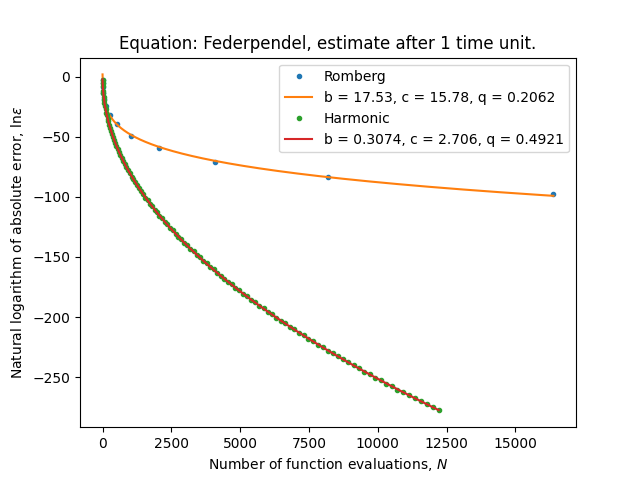 Equation: Federpendel, estimate after 1 time unit.
Natural logarithm of absolute error, lnε
0
−50
−100
−150
−200
−250
Romberg
b = 17.53, c = 15.78, q = 0.2062
Harmonic
b = 0.3074, c = 2.706, q = 0.4921
0 2500 5000 7500 10000 12500 15000
Number of function evaluations, N